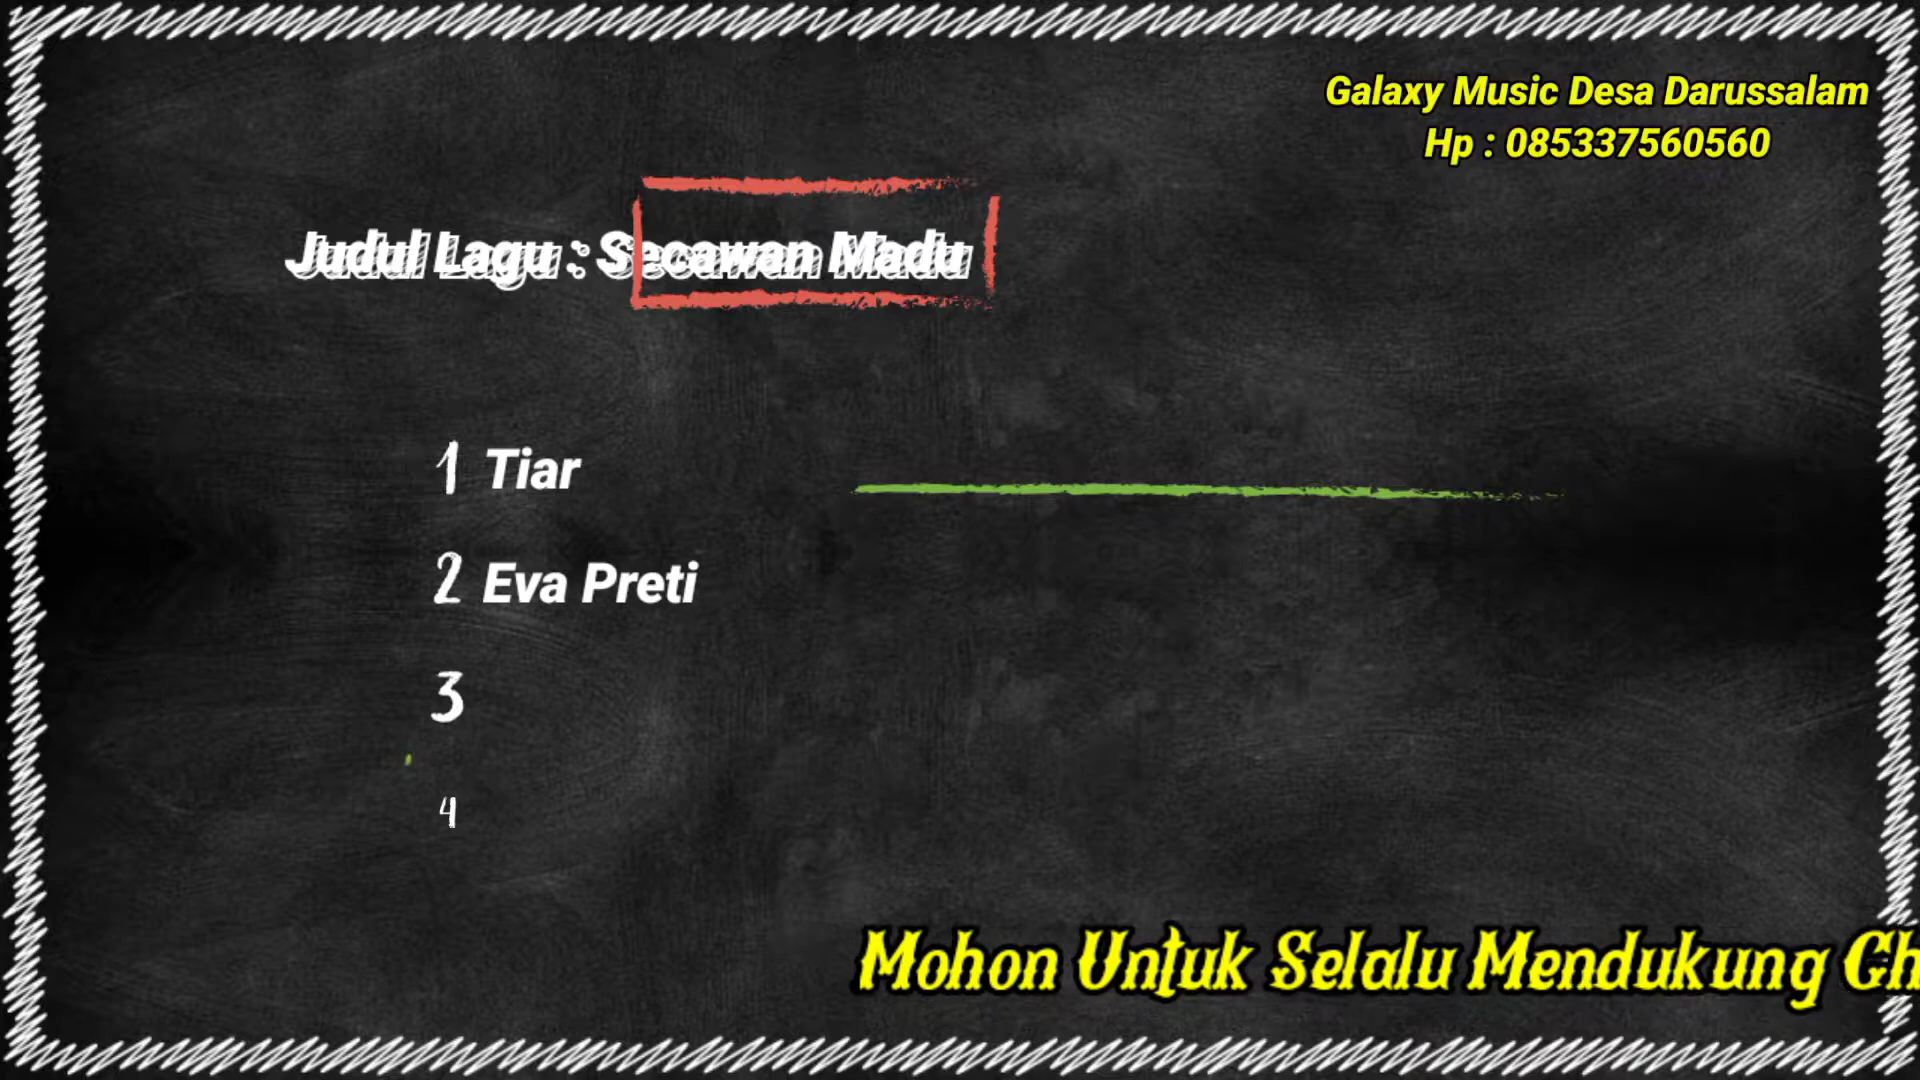 Galaxy Music Desa Darussalam
Hp : 085337560560
Judul Lagu : Secawan Madu
1 Tiar
2 Eva Preti
3
4
Mohon Untuk Selalu Mendukung Ch